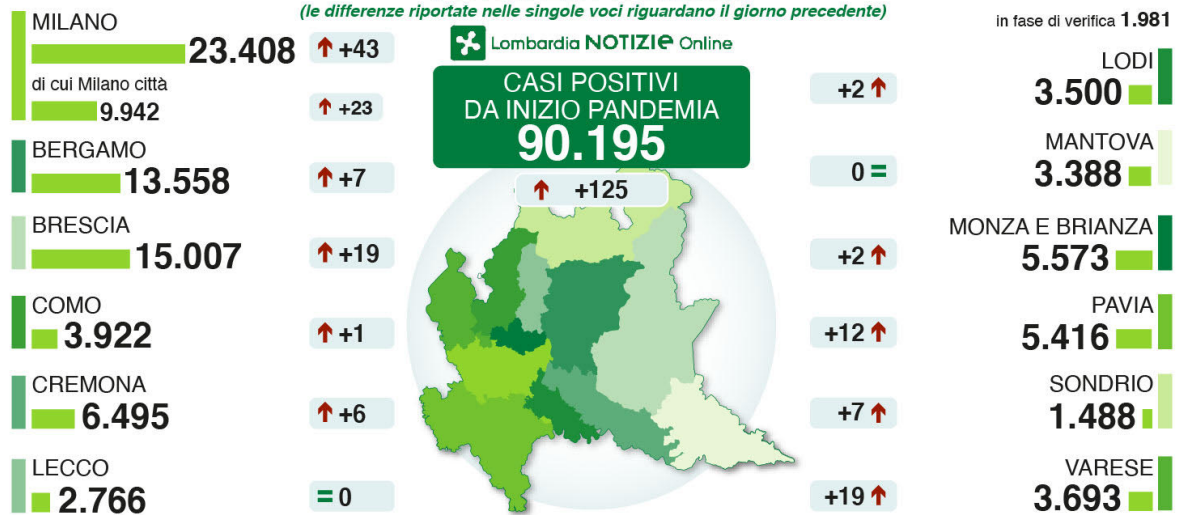 (le differenze riportate nelle singole voci riguardano il giorno precedente)
Lombardia NOTIZIE Online
CASI POSITIVI
DA INIZIO PANDEMIA
90.195
+125
MILANO
23.408 +43
di cui Milano città
9.942 +23
BERGAMO
13.558 +7
BRESCIA
15.007 +19
COMO
3.922 +1
CREMONA
6.495 +6
LECCO
2.766 = 0
in fase di verifica 1.981
LODI
+2 3.500
MANTOVA
0 = 3.388
MONZA E BRIANZA
+2 5.573
PAVIA
+12 5.416
SONDRIO
+7 1.488
VARESE
+19 3.693